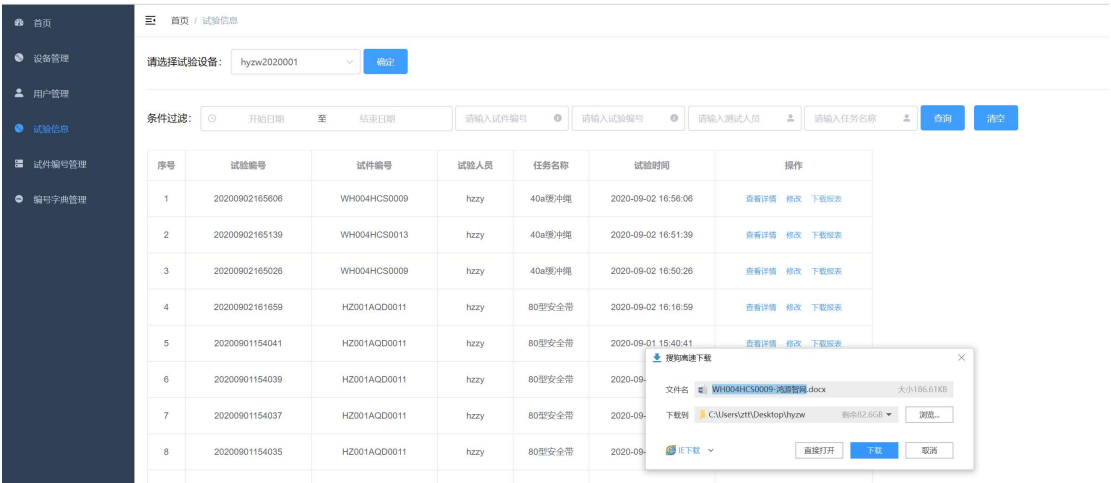 首页
设备管理
用户管理
试验信息
试件编号管理
编号字典管理
首页 / 试验信息
请选择试验设备： hyzw2020001 确定
条件过滤： 开始日期 至 结束日期 请输入试件编号 请输入试验编号 请输入测试人员 请输入任务名称 查询 清空
序号 试验编号 试件编号 试验人员 任务名称 试验时间 操作
1 20200902165606 WH004HCS0009 hzzy 40a缓冲绳 2020-09-02 16:56:06 查看详情 修改 下载报表
2 20200902165139 WH004HCS0013 hzzy 40a缓冲绳 2020-09-02 16:51:39 查看详情 修改 下载报表
3 20200902165026 WH004HCS0009 hzzy 40a缓冲绳 2020-09-02 16:50:26 查看详情 修改 下载报表
4 20200902161659 HZ001AQD0011 hzzy 80型安全带 2020-09-02 16:16:59 查看详情 修改 下载报表
5 20200901154041 HZ001AQD0011 hzzy 80型安全带 2020-09-01 15:40:41 查看详情 修改 下载报表
6 20200901154039 HZ001AQD0011 hzzy 80型安全带 2020-09-
7 20200901154037 HZ001AQD0011 hzzy 80型安全带 2020-09-
8 20200901154035 HZ001AQD0011 hzzy 80型安全带 2020-09-
搜狗高速下载
文件名 WH004HCS0009-鸿源智网.docx 大小186.61KB
下载到 C:\Users\ztt\Desktop\hyzw 剩余82.6GB 浏览...
IE下载 直接打开 下载 取消